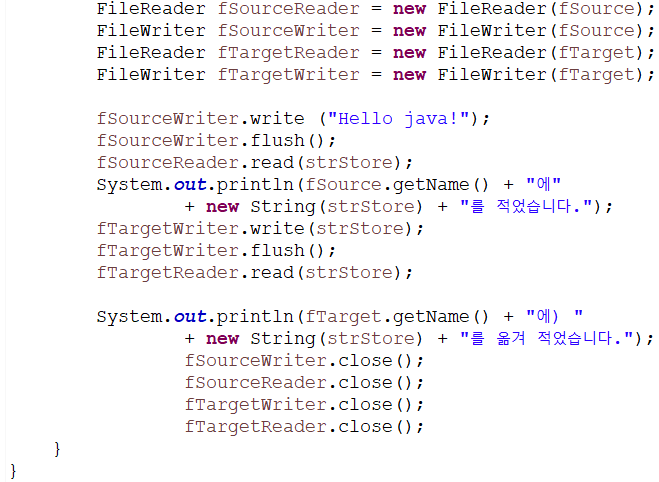 FileReader fSourceReader = new FileReader(fSource);
FileWriter fSourceWriter = new FileWriter(fSource);
FileReader fTargetReader = new FileReader(fTarget);
FileWriter fTargetWriter = new FileWriter(fTarget);
fSourceWriter.write ("Hello java!");
fSourceWriter.flush();
fSourceReader.read(strStore);
System.out.println(fSource.getName() + "에"
+ new String(strStore) + "를 적었습니다.");
fTargetWriter.write(strStore);
fTargetWriter.flush();
fTargetReader.read(strStore);
System.out.println(fTarget.getName() + "에) "
+ new String(strStore) + "를 옮겨 적었습니다.");
fSourceWriter.close();
fSourceReader.close();
fTargetWriter.close();
fTargetReader.close();
}
}